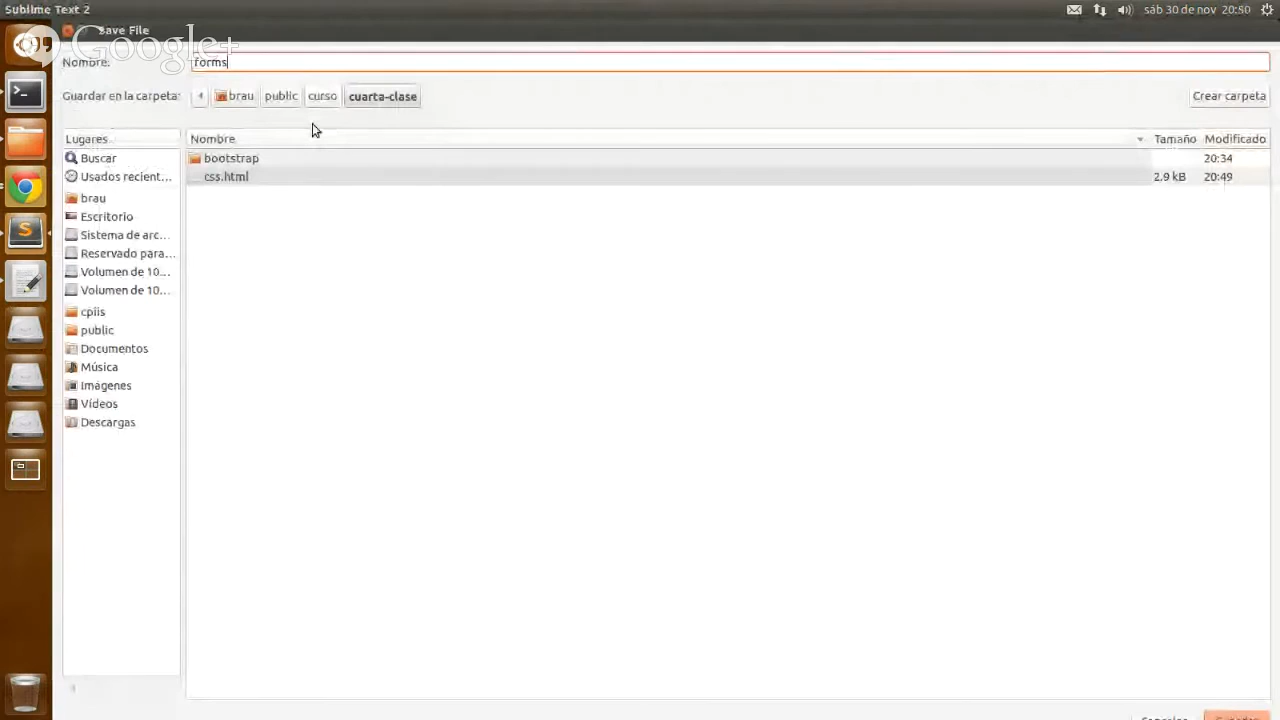 Sublime Text 2
sáb 30 de nov 20:50
Save File
Google+
Nombre:
forms
Guardar en la carpeta:
brau
public
curso
cuarta-clase
Crear carpeta
Lugares
Nombre
Tamaño
Modificado
Buscar
bootstrap
20:34
Usados recient...
css.html
2.9 kB
20:49
brau
Escritorio
Sistema de arc...
Reservado para...
Volumen de 10...
Volumen de 10...
cpiis
public
Documentos
Música
Imágenes
Vídeos
Descargas